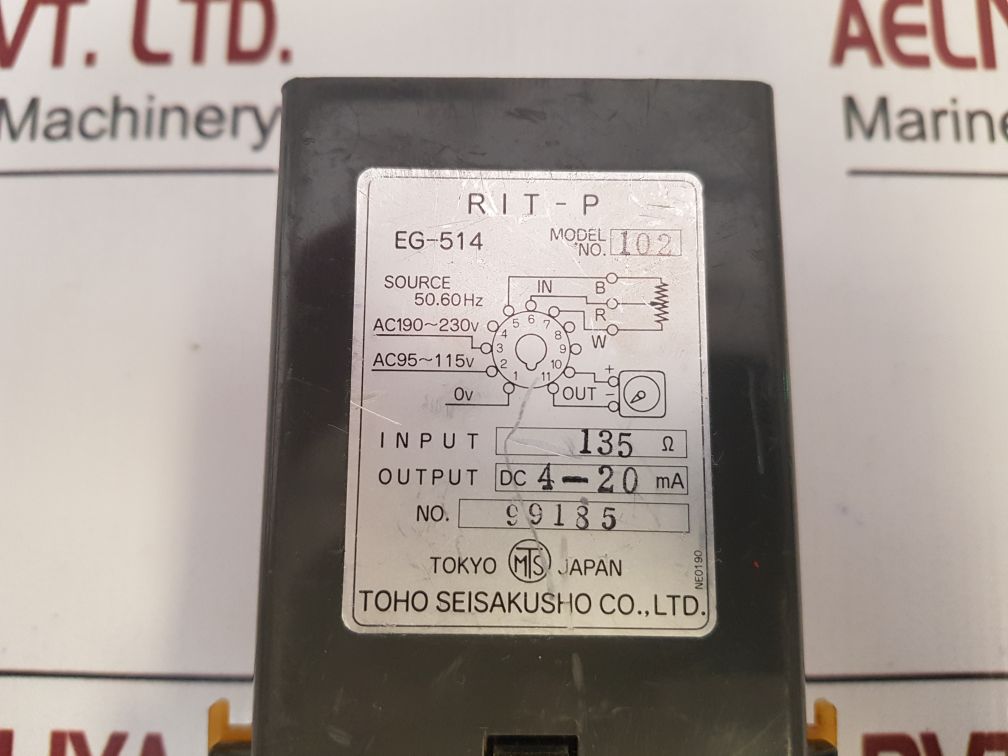 VT. LTD.
Machinery
AELI
Marine
RIT-P
EG-514 MODEL NO. 102
SOURCE
50.60Hz
AC190~230V
AC95~115V
0V
IN
B
R
W
1 2 3 4 5 6 7 8 9 10 11
+
OUT −
INPUT 135 Ω
OUTPUT DC 4-20 mA
NO. 99185
TOKYO MTS JAPAN
NE0190
TOHO SEISAKUSHO CO.,LTD.